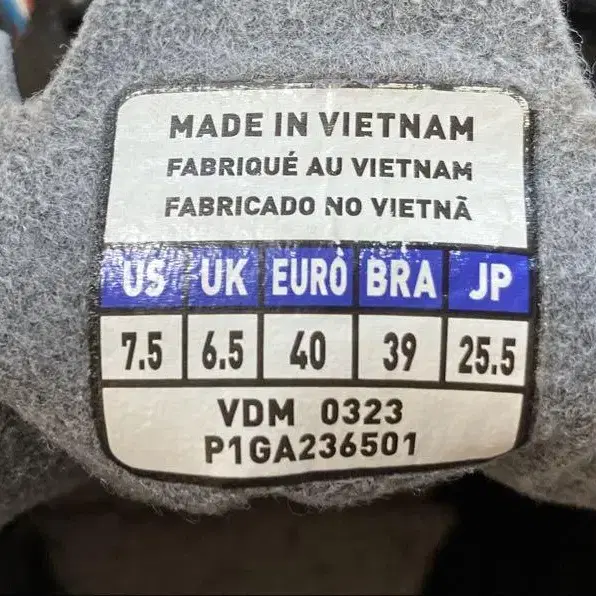 MADE IN VIETNAM
FABRIQUÉ AU VIETNAM
FABRICADO NO VIETNÃ
US UK EURO BRA JP
7.5 6.5 40 39 25.5
VDM 0323
P1GA236501